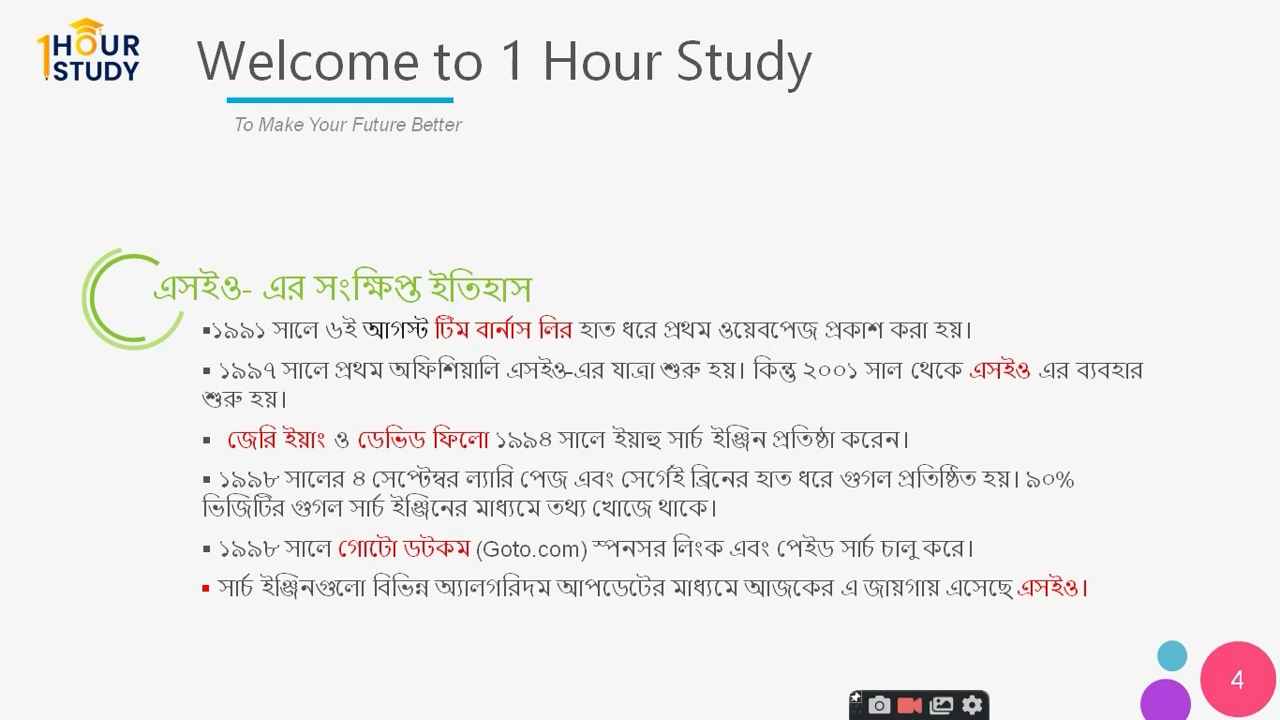 1HOUR
STUDY
Welcome to 1 Hour Study
To Make Your Future Better
এসইও- এর সংক্ষিপ্ত ইতিহাস
▪১৯৯১ সালে ৬ই আগস্ট টিম বার্নাস লির হাত ধরে প্রথম ওয়েবপেজ প্রকাশ করা হয়।
▪ ১৯৯৭ সালে প্রথম অফিশিয়ালি এসইও-এর যাত্রা শুরু হয়। কিন্তু ২০০১ সাল থেকে এসইও এর ব্যবহার
শুরু হয়।
▪ জেরি ইয়াং ও ডেভিড ফিলো ১৯৯৪ সালে ইয়াহু সার্চ ইঞ্জিন প্রতিষ্ঠা করেন।
▪ ১৯৯৮ সালের ৪ সেপ্টেম্বর ল্যারি পেজ এবং সের্গেই ব্রিনের হাত ধরে গুগল প্রতিষ্ঠিত হয়। ৯০%
ভিজিটির গুগল সার্চ ইঞ্জিনের মাধ্যমে তথ্য খোজে থাকে।
▪ ১৯৯৮ সালে গোটো ডটকম (Goto.com) স্পনসর লিংক এবং পেইড সার্চ চালু করে।
▪ সার্চ ইঞ্জিনগুলো বিভিন্ন অ্যালগরিদম আপডেটের মাধ্যমে আজকের এ জায়গায় এসেছে এসইও।
4